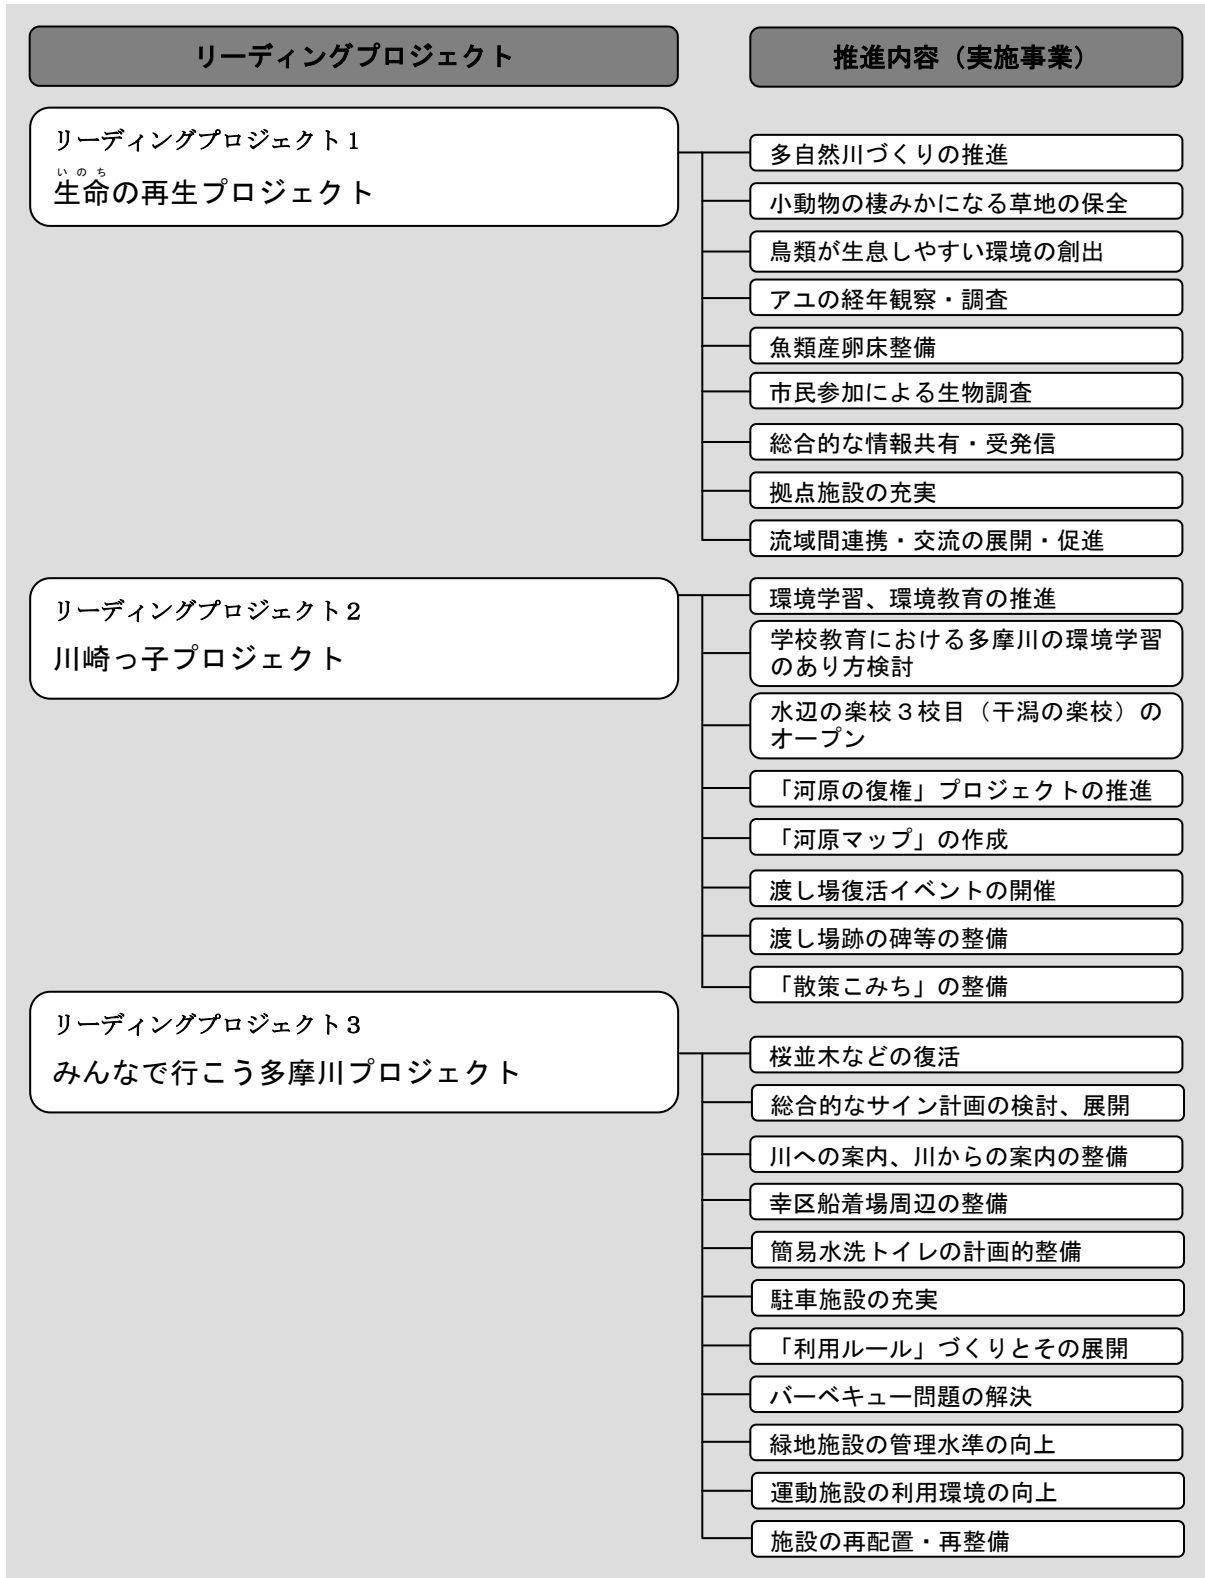 リーディングプロジェクト
推進内容（実施事業）
リーディングプロジェクト１
いのち
生命の再生プロジェクト
多自然川づくりの推進
小動物の棲みかになる草地の保全
鳥類が生息しやすい環境の創出
アユの経年観察・調査
魚類産卵床整備
市民参加による生物調査
総合的な情報共有・受発信
拠点施設の充実
流域間連携・交流の展開・促進
リーディングプロジェクト２
川崎っ子プロジェクト
環境学習、環境教育の推進
学校教育における多摩川の環境学習
のあり方検討
水辺の楽校３校目（干潟の楽校）の
オープン
「河原の復権」プロジェクトの推進
「河原マップ」の作成
渡し場復活イベントの開催
渡し場跡の碑等の整備
「散策こみち」の整備
リーディングプロジェクト３
みんなで行こう多摩川プロジェクト
桜並木などの復活
総合的なサイン計画の検討、展開
川への案内、川からの案内の整備
幸区船着場周辺の整備
簡易水洗トイレの計画的整備
駐車施設の充実
「利用ルール」づくりとその展開
バーベキュー問題の解決
緑地施設の管理水準の向上
運動施設の利用環境の向上
施設の再配置・再整備